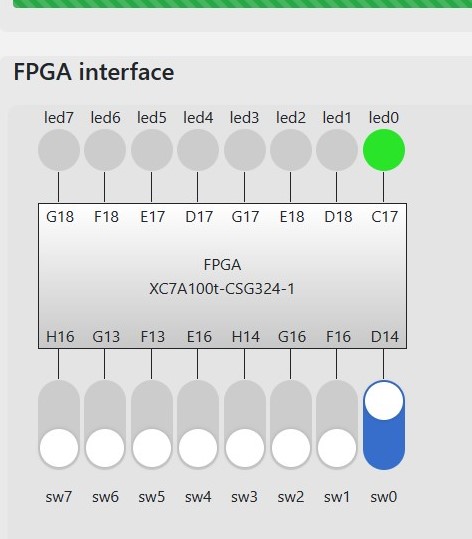 FPGA interface
led7 led6 led5 led4 led3 led2 led1 led0
G18 F18 E17 D17 G17 E18 D18 C17
FPGA
XC7A100t-CSG324-1
H16 G13 F13 E16 H14 G16 F16 D14
sw7 sw6 sw5 sw4 sw3 sw2 sw1 sw0